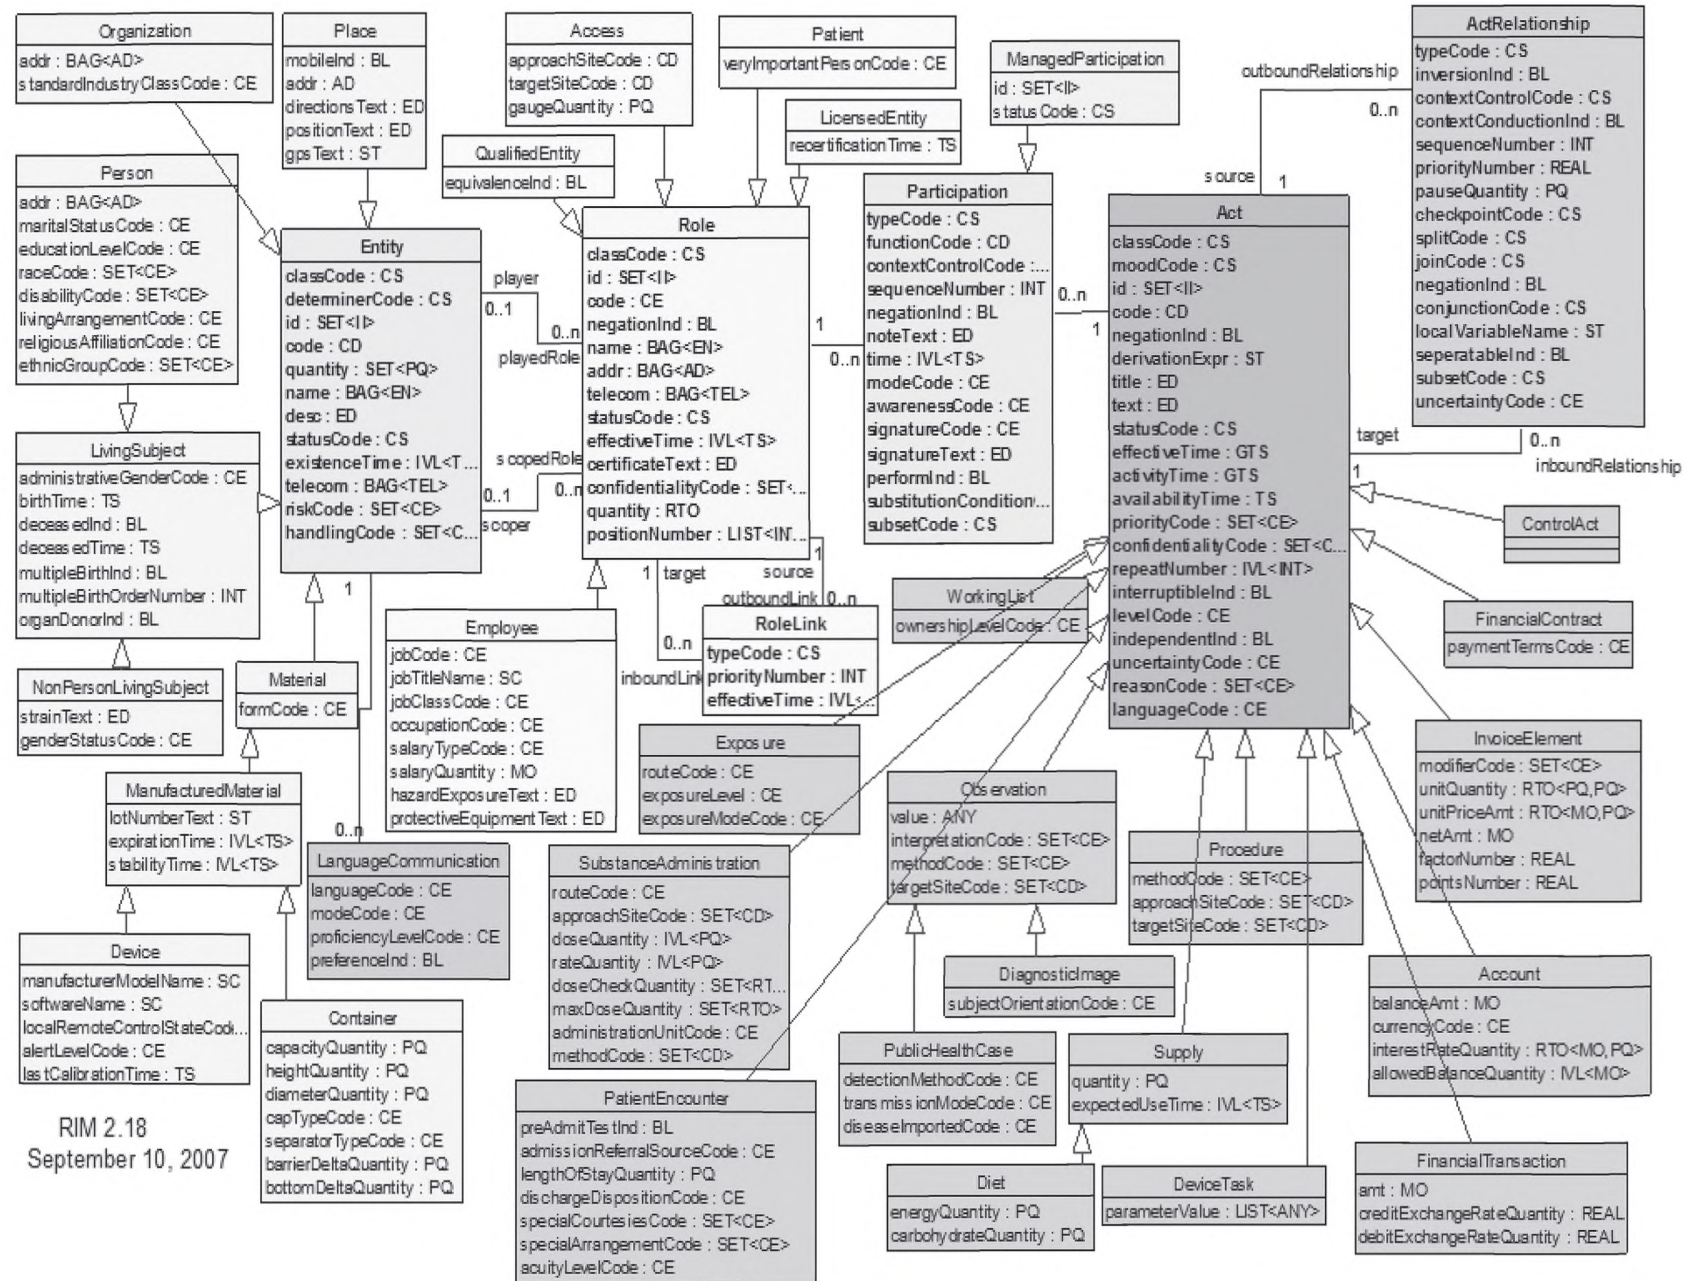 Organization
addr : BAG<AD>
standardIndustryClassCode : CE
Place
mobileInd : BL
addr : AD
directionsText : ED
positionText : ED
gpsText : ST
Access
approachSiteCode : CD
targetSiteCode : CD
gaugeQuantity : PQ
Patient
veryImportantPersonCode : CE
ManagedParticipation
id : SET<II>
statusCode : CS
ActRelationship
typeCode : CS
inversionInd : BL
contextControlCode : CS
contextConductionInd : BL
sequenceNumber : INT
priorityNumber : REAL
pauseQuantity : PQ
checkpointCode : CS
splitCode : CS
joinCode : CS
negationInd : BL
conjunctionCode : CS
localVariableName : ST
seperatableInd : BL
subsetCode : CS
uncertaintyCode : CE
outboundRelationship
0..n
source
1
LicensedEntity
recertificationTime : TS
QualifiedEntity
equivalenceInd : BL
Person
addr : BAG<AD>
maritalStatusCode : CE
educationLevelCode : CE
raceCode : SET<CE>
disabilityCode : SET<CE>
livingArrangementCode : CE
religiousAffiliationCode : CE
ethnicGroupCode : SET<CE>
Entity
classCode : CS
determinerCode : CS
id : SET<II>
code : CD
quantity : SET<PQ>
name : BAG<EN>
desc : ED
statusCode : CS
existenceTime : IVL<T...
telecom : BAG<TEL>
riskCode : SET<CE>
handlingCode : SET<C...
player
0..1
0..n
playedRole
scopedRole
0..n
0..1
scoper
Role
classCode : CS
id : SET<II>
code : CE
negationInd : BL
name : BAG<EN>
addr : BAG<AD>
telecom : BAG<TEL>
statusCode : CS
effectiveTime : IVL<TS>
certificateText : ED
confidentialityCode : SET<...
quantity : RTO
positionNumber : LIST<IN...
1
0..n
Participation
typeCode : CS
functionCode : CD
contextControlCode :...
sequenceNumber : INT
negationInd : BL
noteText : ED
time : IVL<TS>
modeCode : CE
awarenessCode : CE
signatureCode : CE
signatureText : ED
performInd : BL
substitutionCondition...
subsetCode : CS
0..n
1
Act
classCode : CS
moodCode : CS
id : SET<II>
code : CD
negationInd : BL
derivationExpr : ST
title : ED
text : ED
statusCode : CS
effectiveTime : GTS
activityTime : GTS
availabilityTime : TS
priorityCode : SET<CE>
confidentialityCode : SET<C...
repeatNumber : IVL<INT>
interruptibleInd : BL
levelCode : CE
independentInd : BL
uncertaintyCode : CE
reasonCode : SET<CE>
languageCode : CE
target
1
0..n
inboundRelationship
ControlAct
FinancialContract
paymentTermsCode : CE
LivingSubject
administrativeGenderCode : CE
birthTime : TS
deceasedInd : BL
deceasedTime : TS
multipleBirthInd : BL
multipleBirthOrderNumber : INT
organDonorInd : BL
1
1
target
1
source
outboundLink
0..n
0..n
inboundLink
RoleLink
typeCode : CS
priorityNumber : INT
effectiveTime : IVL<...
WorkingList
ownershipLevelCode : CE
Employee
jobCode : CE
jobTitleName : SC
jobClassCode : CE
occupationCode : CE
salaryTypeCode : CE
salaryQuantity : MO
hazardExposureText : ED
protectiveEquipmentText : ED
NonPersonLivingSubject
strainText : ED
genderStatusCode : CE
Material
formCode : CE
ManufacturedMaterial
lotNumberText : ST
expirationTime : IVL<TS>
stabilityTime : IVL<TS>
0..n
LanguageCommunication
languageCode : CE
modeCode : CE
proficiencyLevelCode : CE
preferenceInd : BL
Exposure
routeCode : CE
exposureLevel : CE
exposureModeCode : CE
Observation
value : ANY
interpretationCode : SET<CE>
methodCode : SET<CE>
targetSiteCode : SET<CD>
InvoiceElement
modifierCode : SET<CE>
unitQuantity : RTO<PQ,PQ>
unitPriceAmt : RTO<MO,PQ>
netAmt : MO
factorNumber : REAL
pointsNumber : REAL
SubstanceAdministration
routeCode : CE
approachSiteCode : SET<CD>
doseQuantity : IVL<PQ>
rateQuantity : IVL<PQ>
doseCheckQuantity : SET<RT...
maxDoseQuantity : SET<RTO>
administrationUnitCode : CE
methodCode : SET<CD>
Procedure
methodCode : SET<CE>
approachSiteCode : SET<CD>
targetSiteCode : SET<CD>
Device
manufacturerModelName : SC
softwareName : SC
localRemoteControlStateCode...
alertLevelCode : CE
lastCalibrationTime : TS
Container
capacityQuantity : PQ
heightQuantity : PQ
diameterQuantity : PQ
capTypeCode : CE
separatorTypeCode : CE
barrierDeltaQuantity : PQ
bottomDeltaQuantity : PQ
DiagnosticImage
subjectOrientationCode : CE
Account
balanceAmt : MO
currencyCode : CE
interestRateQuantity : RTO<MO,PQ>
allowedBalanceQuantity : IVL<MO>
PublicHealthCase
detectionMethodCode : CE
transmissionModeCode : CE
diseaseImportedCode : CE
Supply
quantity : PQ
expectedUseTime : IVL<TS>
PatientEncounter
preAdmitTestInd : BL
admissionReferralSourceCode : CE
lengthOfStayQuantity : PQ
dischargeDispositionCode : CE
specialCourtesiesCode : SET<CE>
specialArrangementCode : SET<CE>
acuityLevelCode : CE
Diet
energyQuantity : PQ
carbohydrateQuantity : PQ
DeviceTask
parameterValue : LIST<ANY>
FinancialTransaction
amt : MO
creditExchangeRateQuantity : REAL
debitExchangeRateQuantity : REAL
RIM 2.18
September 10, 2007